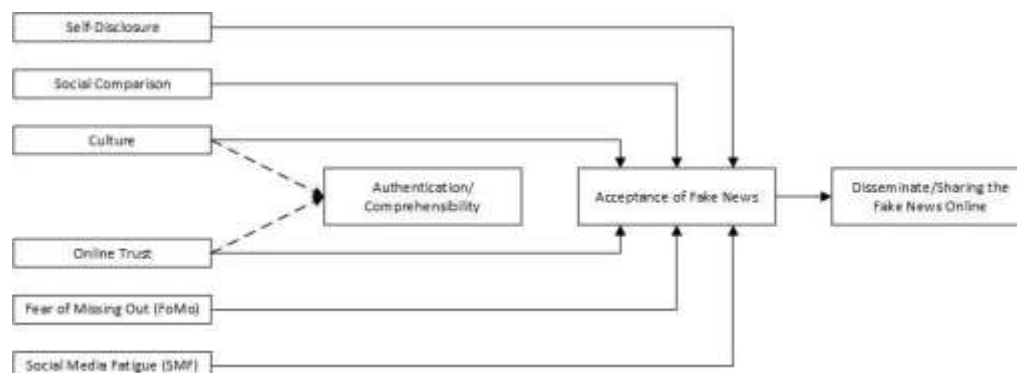 Self-Disclosure
Social Comparison
Culture
Authentication/
Comprehensibility
Acceptance of Fake News
Disseminate/Sharing the
Fake News Online
Online Trust
Fear of Missing Out (FoMo)
Social Media Fatigue (SMF)